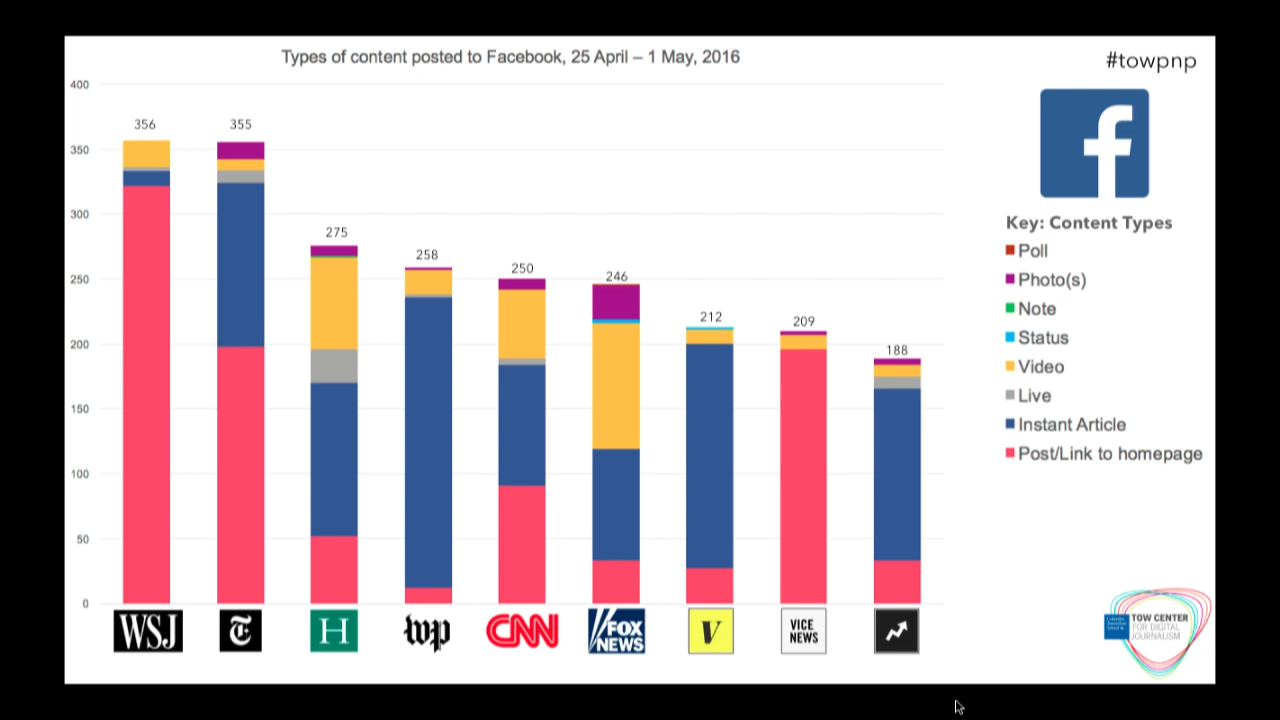 Types of content posted to Facebook, 25 April – 1 May, 2016
#towpnp
400
350
300
250
200
150
100
50
0
356
355
275
258
250
246
212
209
188
WSJ
T
H
wp
CNN
FOX
NEWS
V
VICE
NEWS
f
Key: Content Types
Poll
Photo(s)
Note
Status
Video
Live
Instant Article
Post/Link to homepage
TOW CENTER
FOR DIGITAL
JOURNALISM